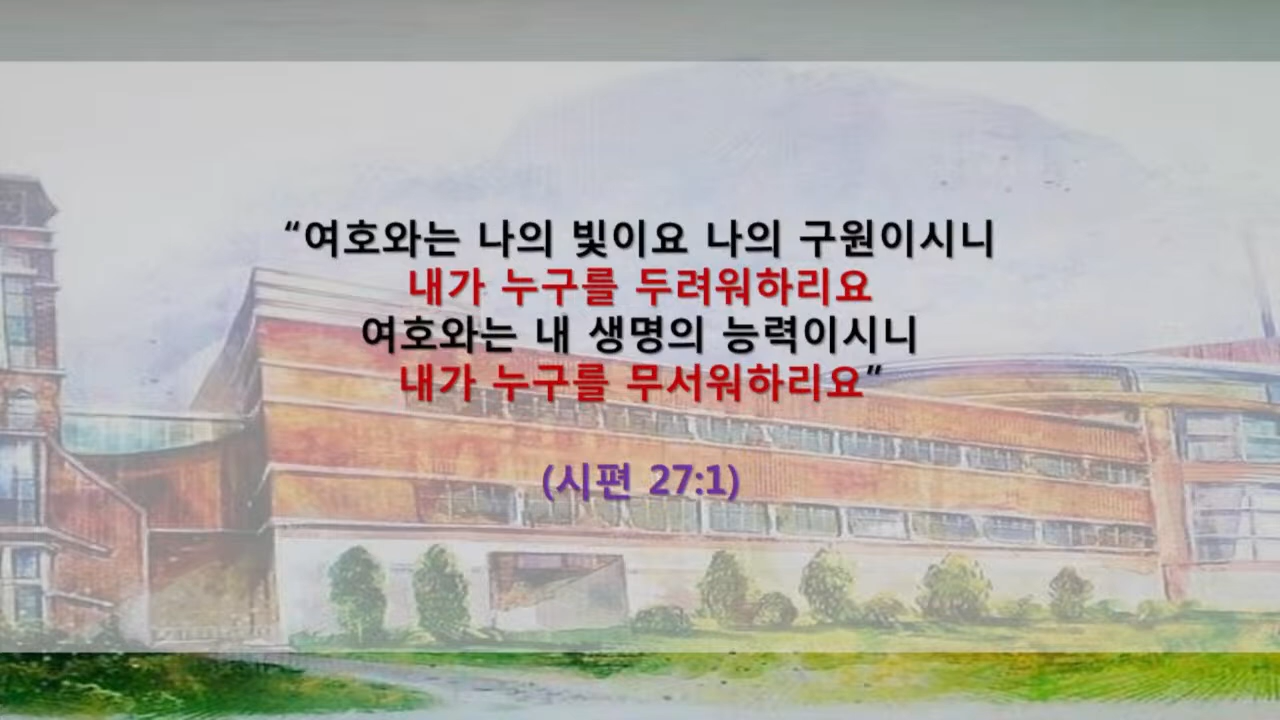 “여호와는 나의 빛이요 나의 구원이시니
내가 누구를 두려워하리요
여호와는 내 생명의 능력이시니
내가 누구를 무서워하리요”
(시편 27:1)